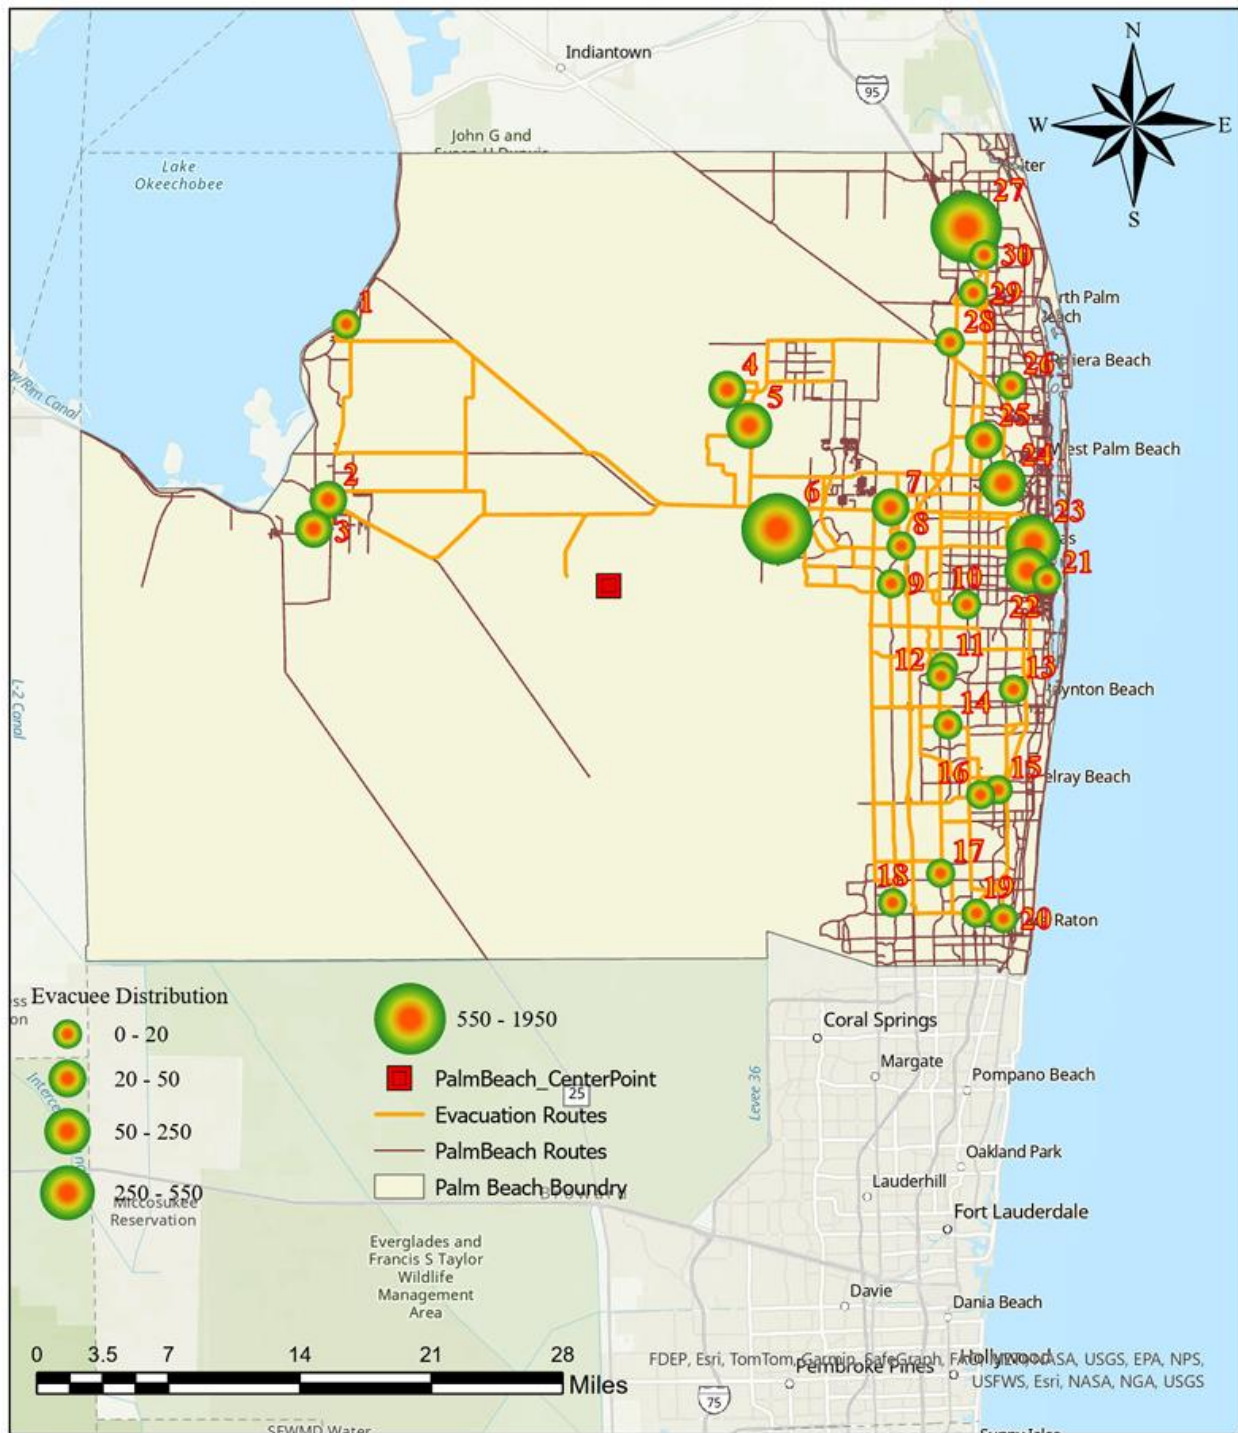 Indiantown
N
95
W
E
John G and
S
Lake
Okeechobee
27
30
29
rth Palm
28
1
26
Riviera Beach
4
5
25
West Palm Beach
24
2
6
7
23
3
8
21
9
10
22
12
11
13
ynton Beach
14
L-2 Canal
16
15
elray Beach
17
18
19
20
Raton
Evacuee Distribution
0 - 20
20 - 50
50 - 250
250 - 550
550 - 1950
PalmBeach_CenterPoint
Evacuation Routes
PalmBeach Routes
Palm Beach Boundry
25
Levee 36
Coral Springs
Margate
Pompano Beach
Oakland Park
Lauderhill
Fort Lauderdale
Miccosukee
Reservation
Everglades and
Francis S Taylor
Wildlife
Management
Area
Davie
Dania Beach
Hollywood
Pembroke Pines
0 3.5 7 14 21 28
Miles
FDEP, Esri, TomTom, Garmin, SafeGraph, NASA, USGS, EPA, NPS,
USFWS, Esri, NASA, NGA, USGS
75
SFWMD Water